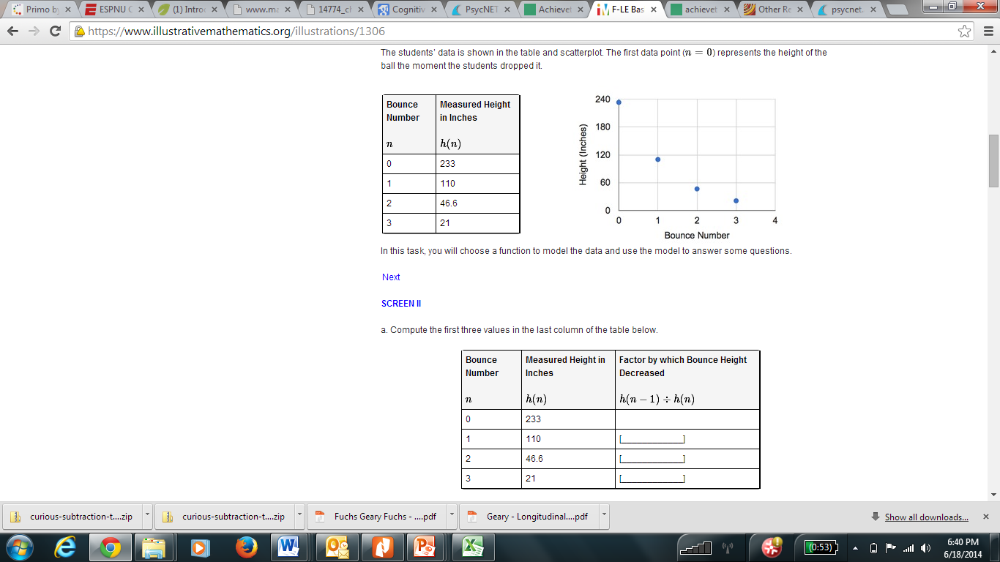 Primo by
ESPNU C
(1) Introd
www.ma
14774_ch
Cognitiv
PsycNET
Achievet
F-LE Bas
achievet
Other Re
psycnet.
https://www.illustrativemathematics.org/illustrations/1306
The students' data is shown in the table and scatterplot. The first data point (n = 0) represents the height of the
ball the moment the students dropped it.
Bounce Number n | Measured Height in Inches h(n)
0 233
1 110
2 46.6
3 21
Height (Inches)
240
180
120
60
0
0 1 2 3 4
Bounce Number
In this task, you will choose a function to model the data and use the model to answer some questions.
Next
SCREEN II
a. Compute the first three values in the last column of the table below.
Bounce Number n | Measured Height in Inches h(n) | Factor by which Bounce Height Decreased h(n − 1) ÷ h(n)
0 233
1 110 [____________]
2 46.6 [____________]
3 21 [____________]
curious-subtraction-t....zip
curious-subtraction-t....zip
Fuchs Geary Fuchs - ....pdf
Geary - Longitudinal....pdf
Show all downloads...
(0:53)
6:40 PM
6/18/2014